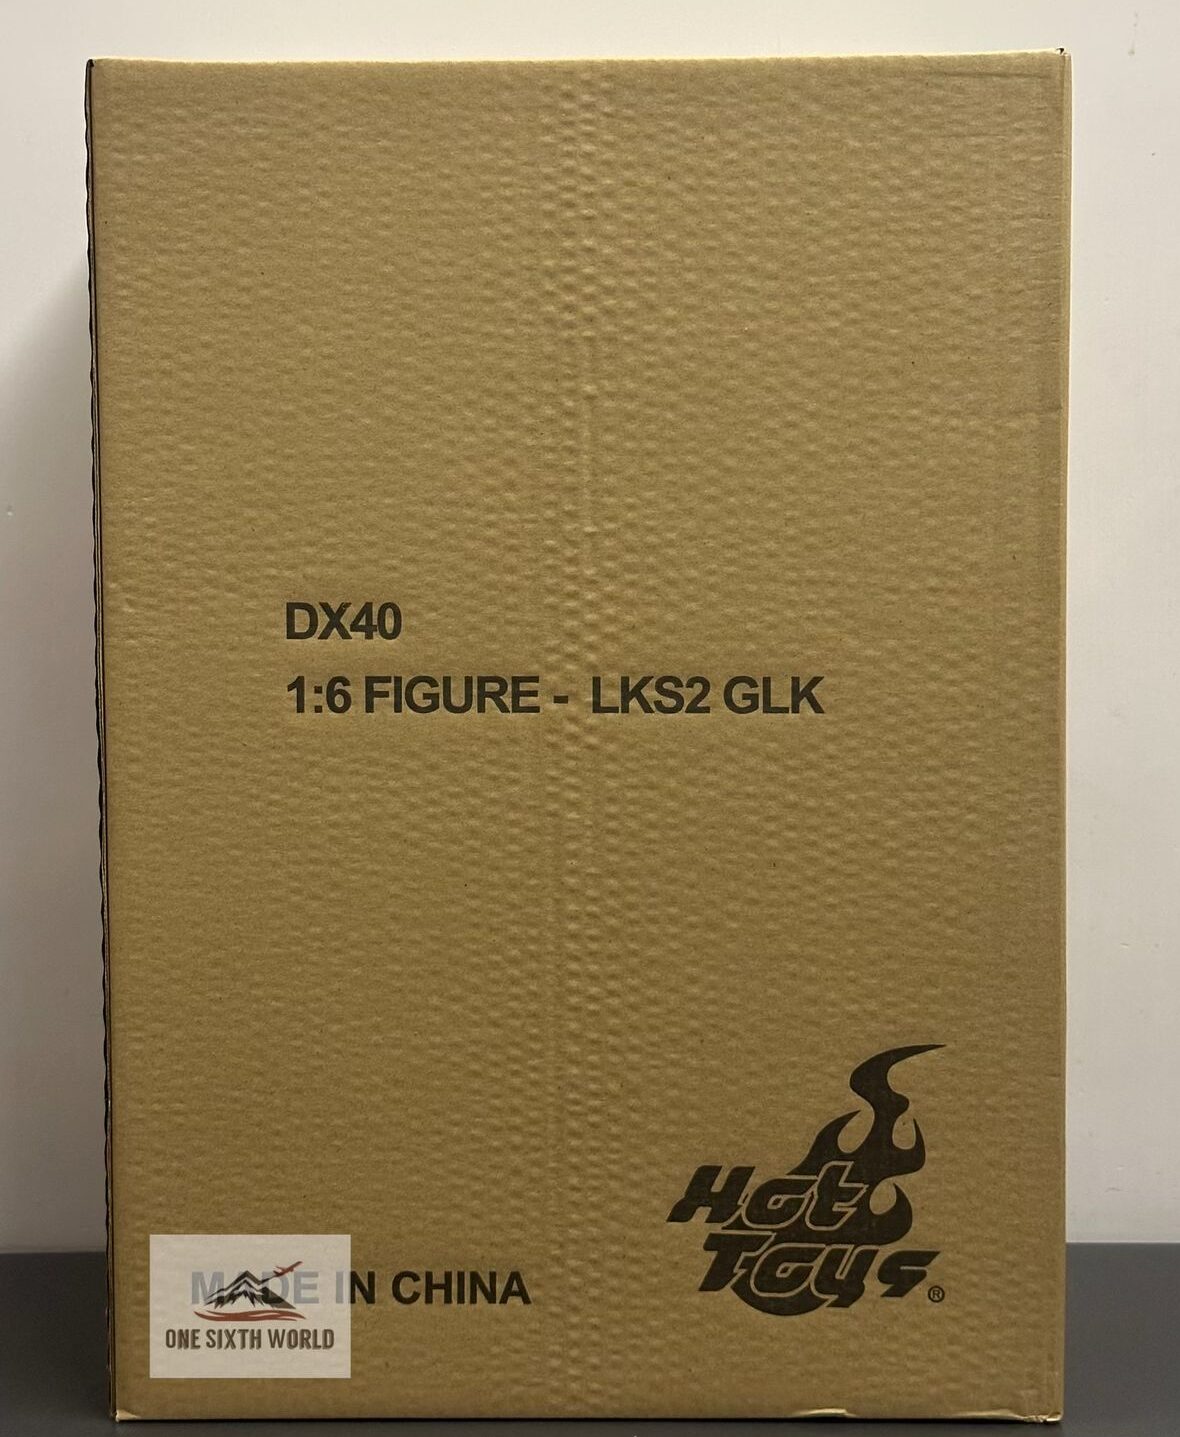 DX40
1:6 FIGURE - LKS2 GLK
Hot
Toys®
MADE IN CHINA
ONE SIXTH WORLD